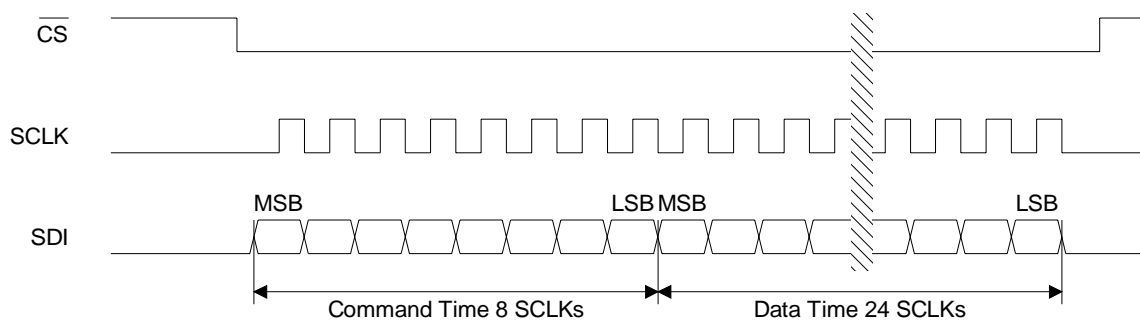 CS
SCLK
MSB LSB MSB LSB
SDI
Command Time 8 SCLKs Data Time 24 SCLKs